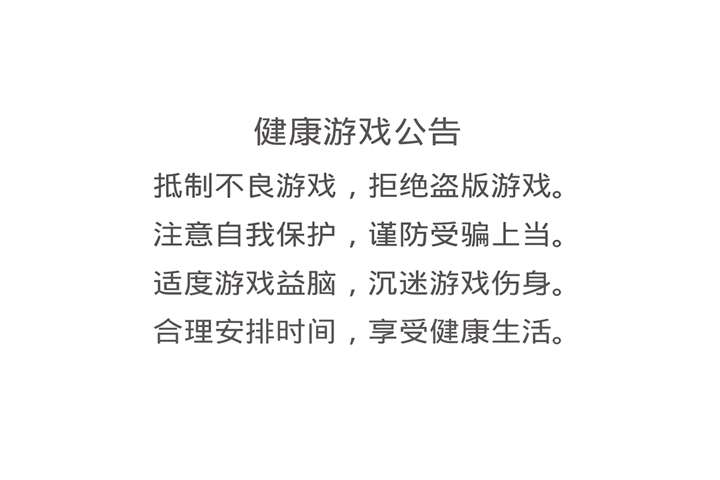 健康游戏公告
抵制不良游戏，拒绝盗版游戏。
注意自我保护，谨防受骗上当。
适度游戏益脑，沉迷游戏伤身。
合理安排时间，享受健康生活。